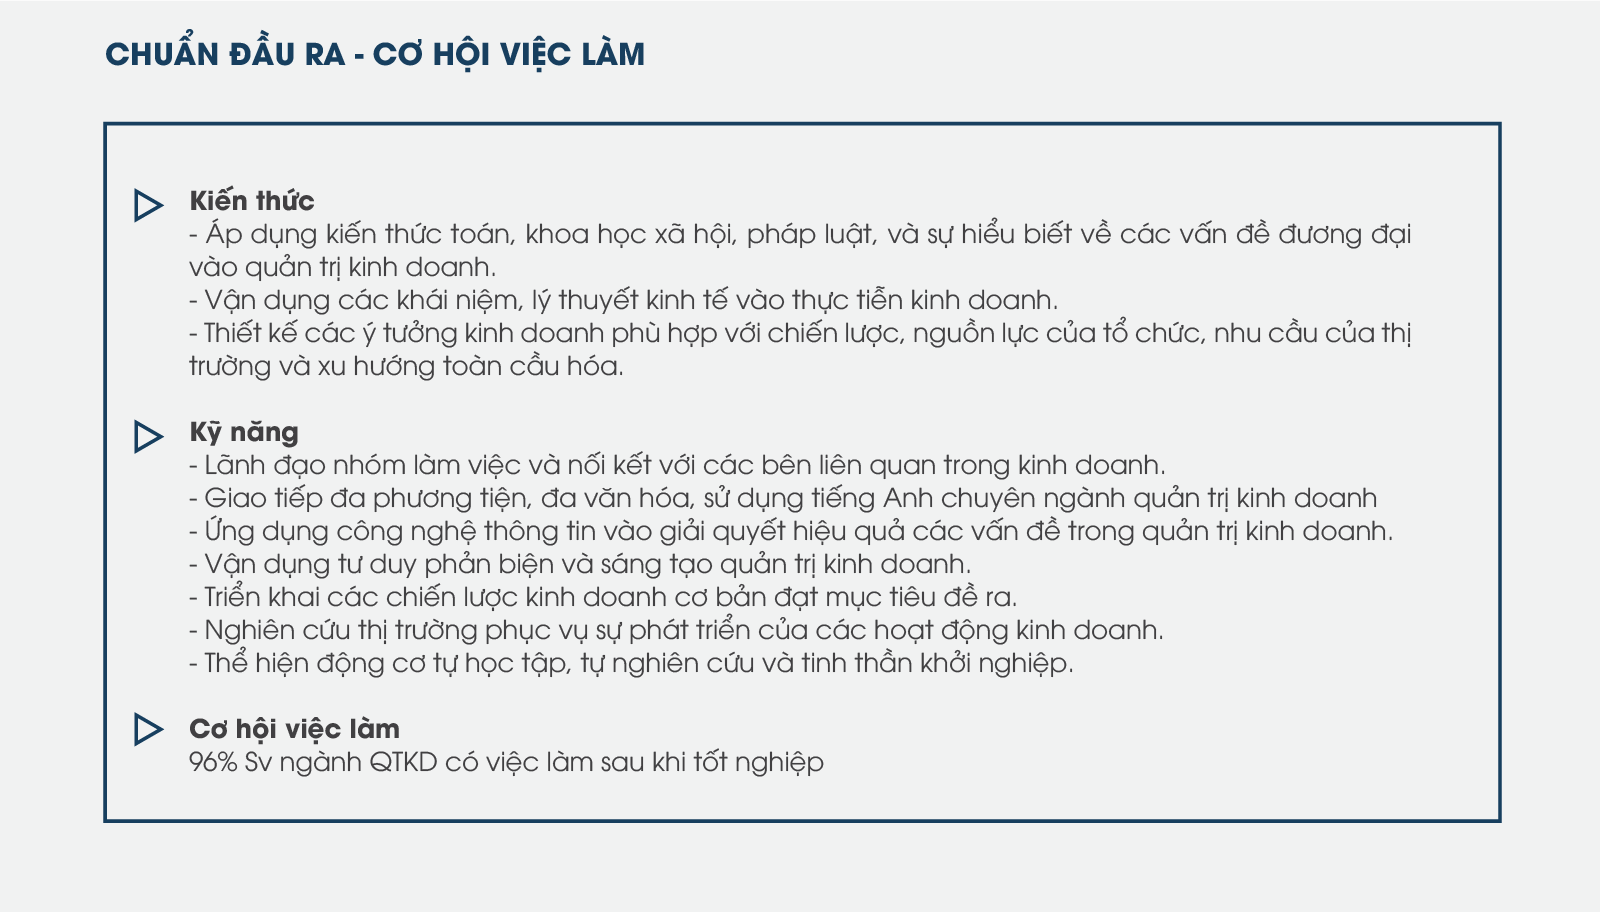 CHUẨN ĐẦU RA - CƠ HỘI VIỆC LÀM
Kiến thức
- Áp dụng kiến thức toán, khoa học xã hội, pháp luật, và sự hiểu biết về các vấn đề đương đại
vào quản trị kinh doanh.
- Vận dụng các khái niệm, lý thuyết kinh tế vào thực tiễn kinh doanh.
- Thiết kế các ý tưởng kinh doanh phù hợp với chiến lược, nguồn lực của tổ chức, nhu cầu của thị
trường và xu hướng toàn cầu hóa.
Kỹ năng
- Lãnh đạo nhóm làm việc và nối kết với các bên liên quan trong kinh doanh.
- Giao tiếp đa phương tiện, đa văn hóa, sử dụng tiếng Anh chuyên ngành quản trị kinh doanh
- Ứng dụng công nghệ thông tin vào giải quyết hiệu quả các vấn đề trong quản trị kinh doanh.
- Vận dụng tư duy phản biện và sáng tạo quản trị kinh doanh.
- Triển khai các chiến lược kinh doanh cơ bản đạt mục tiêu đề ra.
- Nghiên cứu thị trường phục vụ sự phát triển của các hoạt động kinh doanh.
- Thể hiện động cơ tự học tập, tự nghiên cứu và tinh thần khởi nghiệp.
Cơ hội việc làm
96% Sv ngành QTKD có việc làm sau khi tốt nghiệp